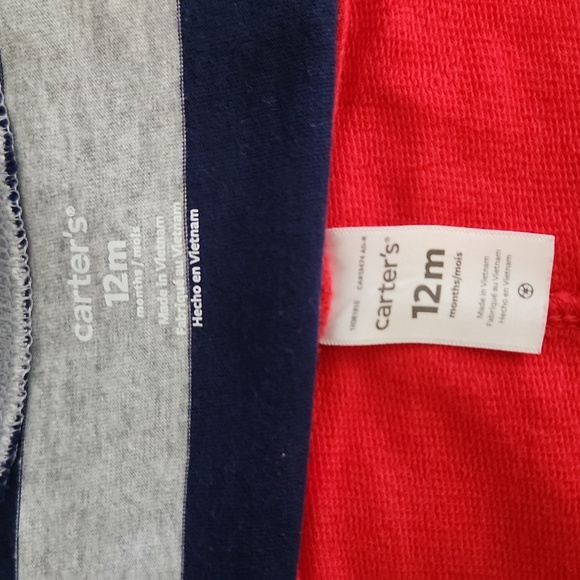 carter's®
12m
months / mois
Made in Vietnam
Fabriqué au Vietnam
Hecho en Vietnam
carter's®
12m
months/mois
Made in Vietnam
Fabriqué au Vietnam
Hecho en Vietnam